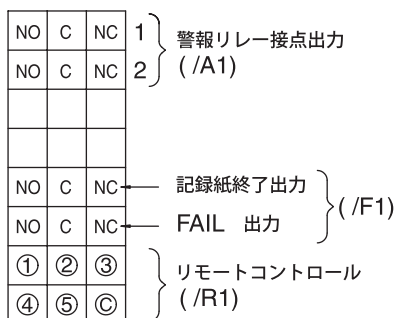 NO C NC 1
NO C NC 2
警報リレー接点出力
( /A1)
NO C NC 記録紙終了出力
NO C NC FAIL 出力
( /F1)
① ② ③
④ ⑤ Ⓒ
リモートコントロール
( /R1)